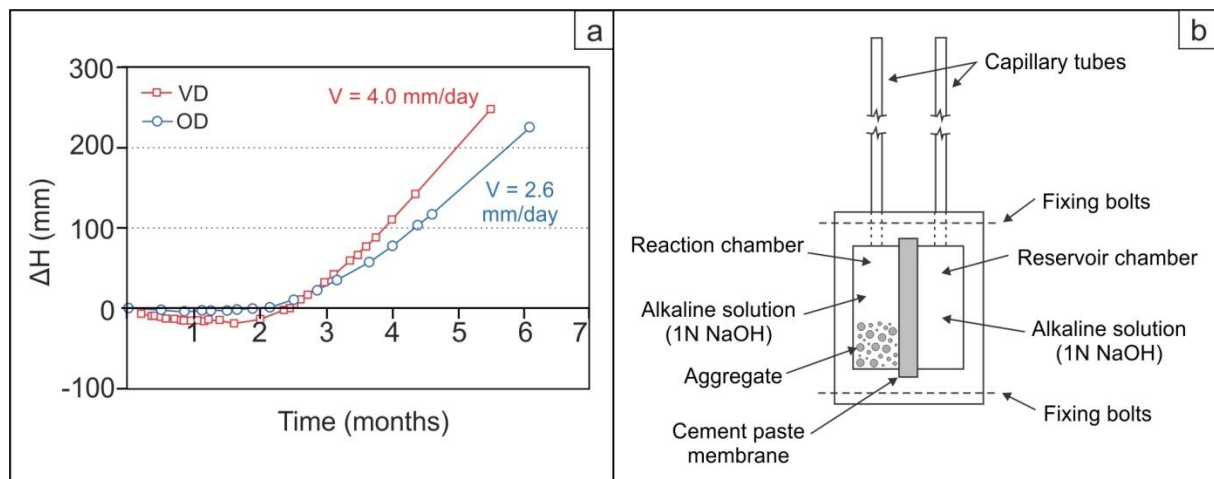 a
300
200
100
0
-100
ΔH (mm)
VD
OD
V = 4.0 mm/day
V = 2.6
mm/day
1 2 3 4 5 6 7
Time (months)
b
Capillary tubes
Fixing bolts
Reaction chamber
Reservoir chamber
Alkaline solution
(1N NaOH)
Alkaline solution
(1N NaOH)
Aggregate
Fixing bolts
Cement paste
membrane